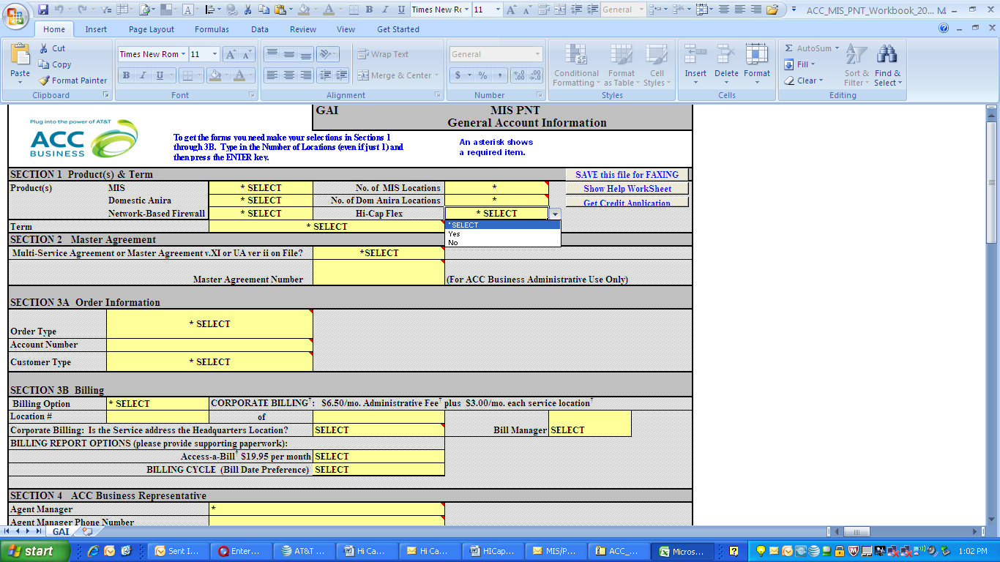 Times New Ro 11 General ACC_MIS_PNT_Workbook_20... M
Home Insert Page Layout Formulas Data Review View Get Started
Paste Cut Copy Format Painter
Times New Rom 11
B I U
Wrap Text
Merge & Center
General
$ % ,
Conditional Formatting Format as Table Cell Styles
Insert Delete Format
Σ AutoSum
Fill
Clear
Sort & Filter Find & Select
Clipboard Font Alignment Number Styles Cells Editing
Plug into the power of AT&T
ACC
BUSINESS
To get the forms you need make your selections in Sections 1
through 3B. Type in the Number of Locations (even if just 1) and
then press the ENTER key.
GAI MIS PNT
General Account Information
An asterisk shows
a required item.
SECTION 1 Product(s) & Term SAVE this file for FAXING
Product(s) MIS * SELECT No. of MIS Locations * Show Help WorkSheet
Domestic Anira * SELECT No. of Dom Anira Locations * Get Credit Application
Network-Based Firewall * SELECT Hi-Cap Flex * SELECT
Term * SELECT
* SELECT
Yes
No
SECTION 2 Master Agreement
Multi-Service Agreement or Master Agreement v.XI or UA ver ii on File? *SELECT
Master Agreement Number (For ACC Business Administrative Use Only)
SECTION 3A Order Information
Order Type * SELECT
Account Number
Customer Type * SELECT
SECTION 3B Billing
Billing Option * SELECT CORPORATE BILLING†: $6.50/mo. Administrative Fee† plus $3.00/mo. each service location†
Location # of
Corporate Billing: Is the Service address the Headquarters Location? SELECT Bill Manager SELECT
BILLING REPORT OPTIONS (please provide supporting paperwork):
Access-a-Bill† $19.95 per month SELECT
BILLING CYCLE (Bill Date Preference) SELECT
SECTION 4 ACC Business Representative
Agent Manager *
Agent Manager Phone Number
GAI
start Sent I... Enter... AT&T ... Hi Ca... Hi Ca... HICap... MIS/P... ACC_... Micros... 1:02 PM